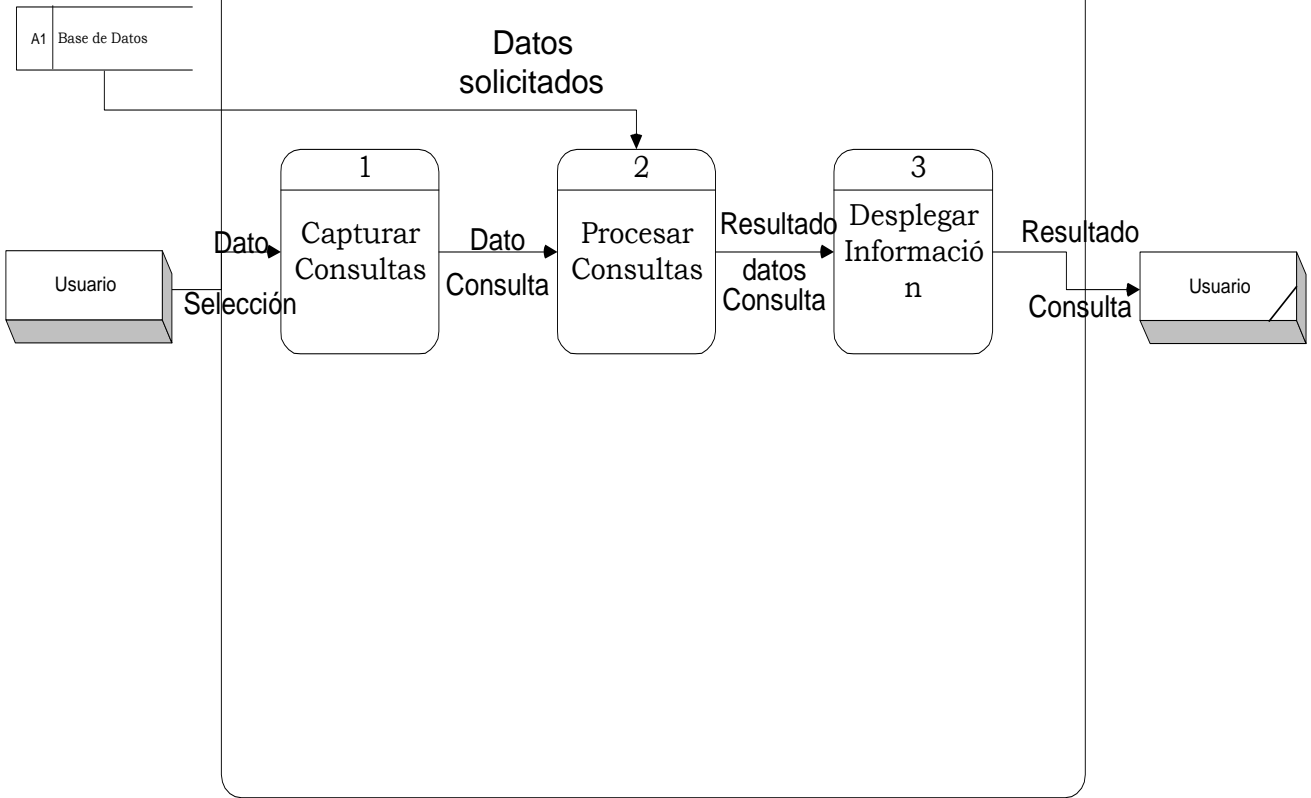 A1 Base de Datos
Datos
solicitados
1
2
3
Capturar
Consultas
Procesar
Consultas
Desplegar
Informació
n
Usuario
Dato
Selección
Dato
Consulta
Resultado
datos
Consulta
Resultado
Consulta
Usuario